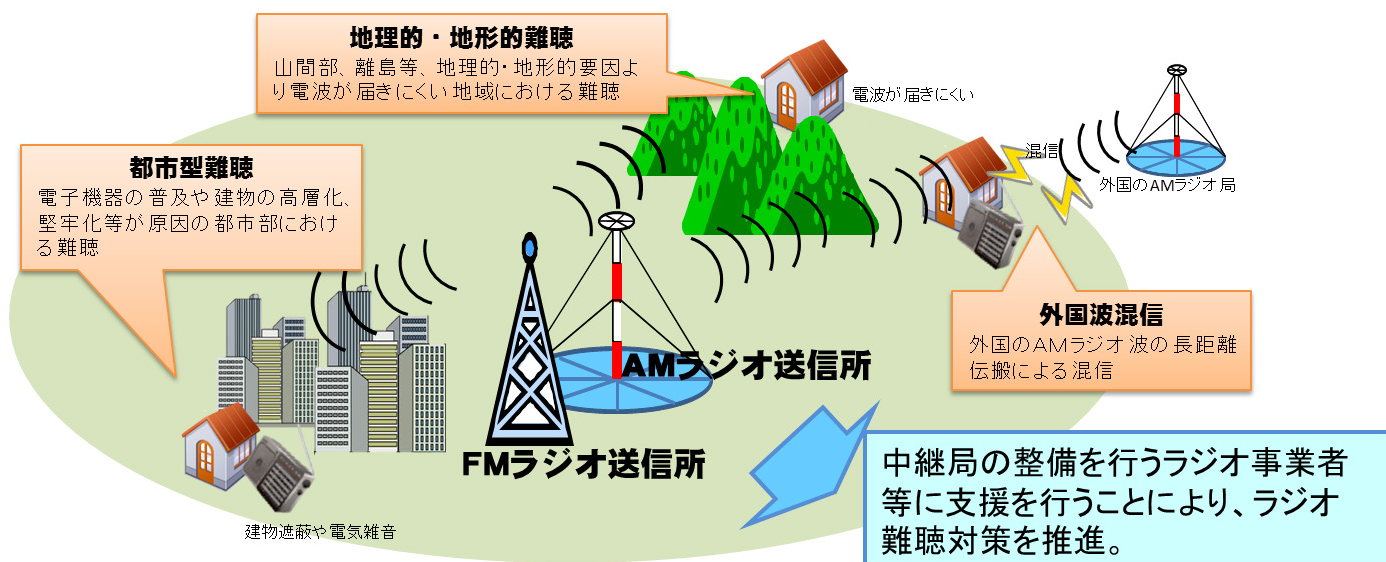 地理的・地形的難聴
山間部、離島等、地理的・地形的要因よ
り電波が届きにくい地域における難聴
電波が届きにくい
混信
外国のAMラジオ局
都市型難聴
電子機器の普及や建物の高層化、
堅牢化等が原因の都市部におけ
る難聴
外国波混信
外国のAMラジオ波の長距離
伝搬による混信
AMラジオ送信所
FMラジオ送信所
建物遮蔽や電気雑音
中継局の整備を行うラジオ事業者
等に支援を行うことにより、ラジオ
難聴対策を推進。